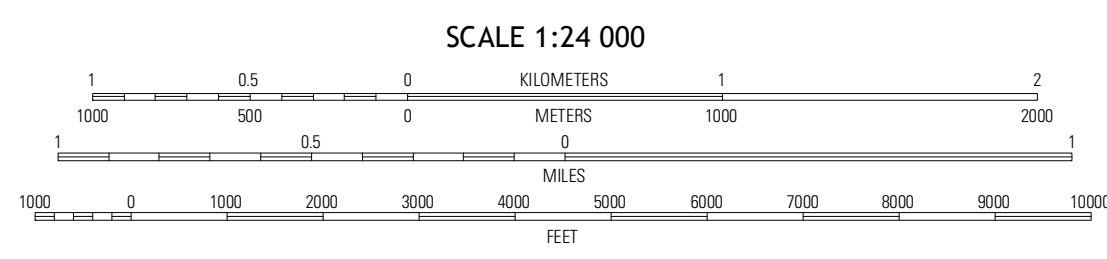 SCALE 1:24 000
1 0.5 0 KILOMETERS 1 2
1000 500 0 METERS 1000 2000
1 0.5 0 1
MILES
1000 0 1000 2000 3000 4000 5000 6000 7000 8000 9000 10000
FEET